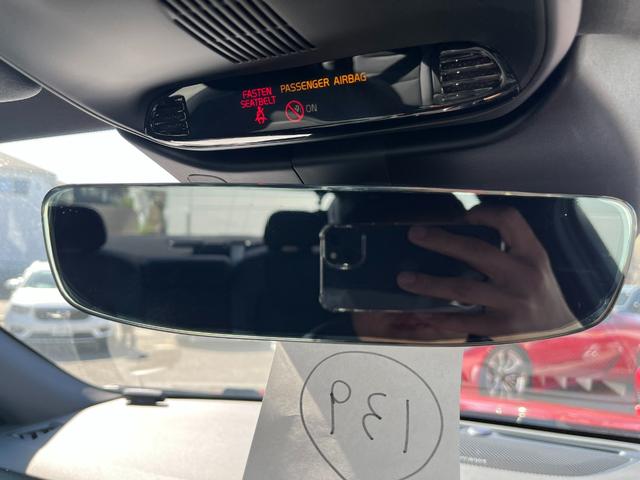 PASSENGER AIRBAG
FASTEN
SEATBELT
ON
139